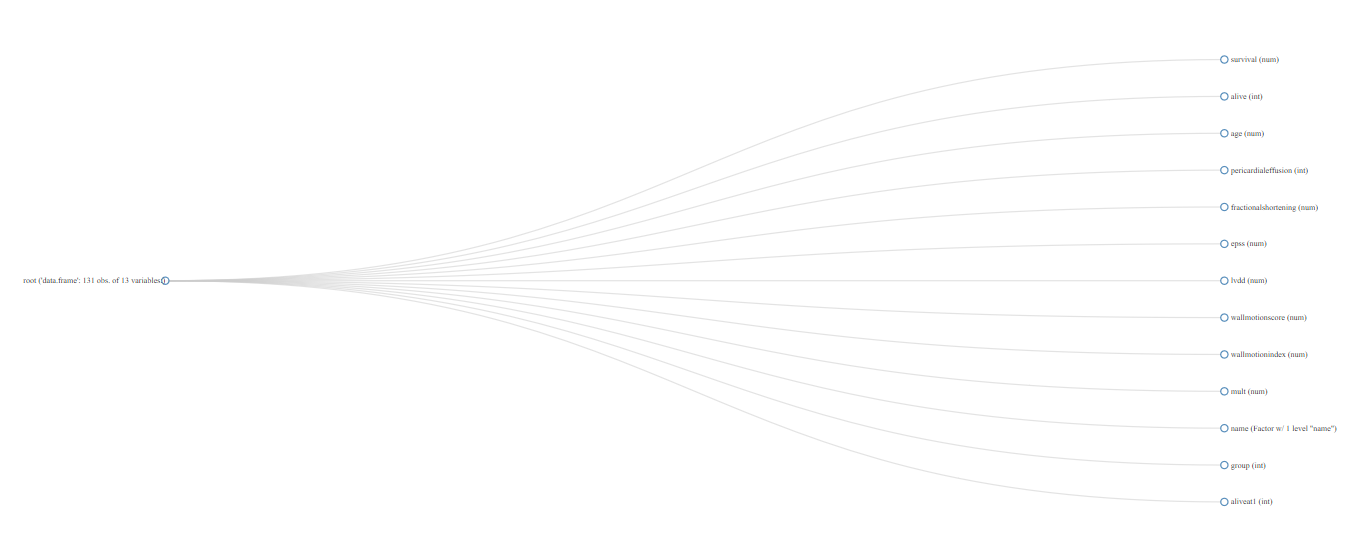 survival (num)
alive (int)
age (num)
pericardialeffusion (int)
fractionalshortening (num)
epss (num)
root ('data.frame': 131 obs. of 13 variables:)
lvdd (num)
wallmotionscore (num)
wallmotionindex (num)
mult (num)
name (Factor w/ 1 level "name")
group (int)
aliveat1 (int)